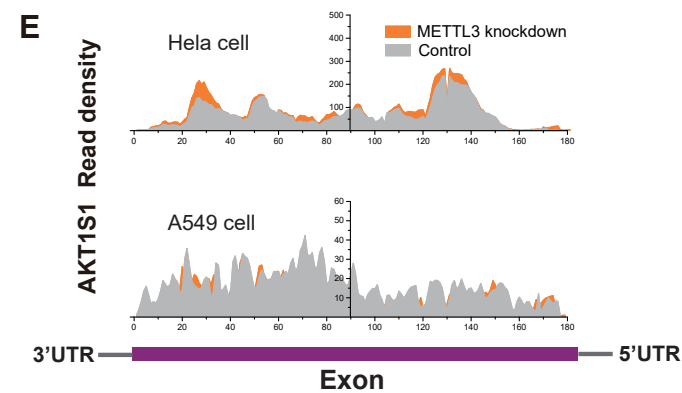 E
Read density
AKT1S1
Hela cell
METTL3 knockdown
Control
500
400
300
200
100
0 20 40 60 80 100 120 140 160 180
A549 cell
60
50
40
30
20
10
0 20 40 60 80 100 120 140 160 180
3’UTR
5’UTR
Exon